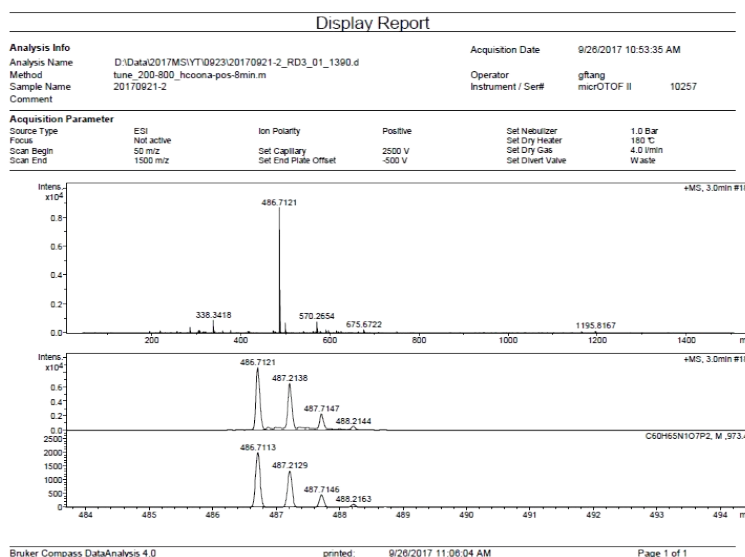 Display Report
Analysis Info
Acquisition Date 9/26/2017 10:53:35 AM
Analysis Name D:\Data\2017MS\YT\0923\20170921-2_RD3_01_1390.d
Method tune_200-800_hcoona-pos-8min.m Operator gftang
Sample Name 20170921-2 Instrument / Ser# micrOTOF II 10257
Comment
Acquisition Parameter
Source Type ESI Ion Polarity Positive Set Nebulizer 1.0 Bar
Focus Not active Set Dry Heater 180 ℃
Scan Begin 50 m/z Set Capillary 2500 V Set Dry Gas 4.0 l/min
Scan End 1500 m/z Set End Plate Offset -500 V Set Divert Valve Waste
Intens. +MS, 3.0min #18
x10⁴
486.7121
0.8
0.6
0.4
0.2
338.3418 570.2654 675.6722 1195.8167
0.0
200 400 600 800 1000 1200 1400 m
Intens. +MS, 3.0min #18
x10⁴
486.7121
487.2138
0.6
0.4
487.7147
0.2
488.2144
0.0
2500 C60H65N1O7P2, M ,973.4
486.7113
2000
487.2129
1500
1000
487.7146
500
488.2163
0
484 485 486 487 488 489 490 491 492 493 494 m
Bruker Compass DataAnalysis 4.0 printed: 9/26/2017 11:06:04 AM Page 1 of 1